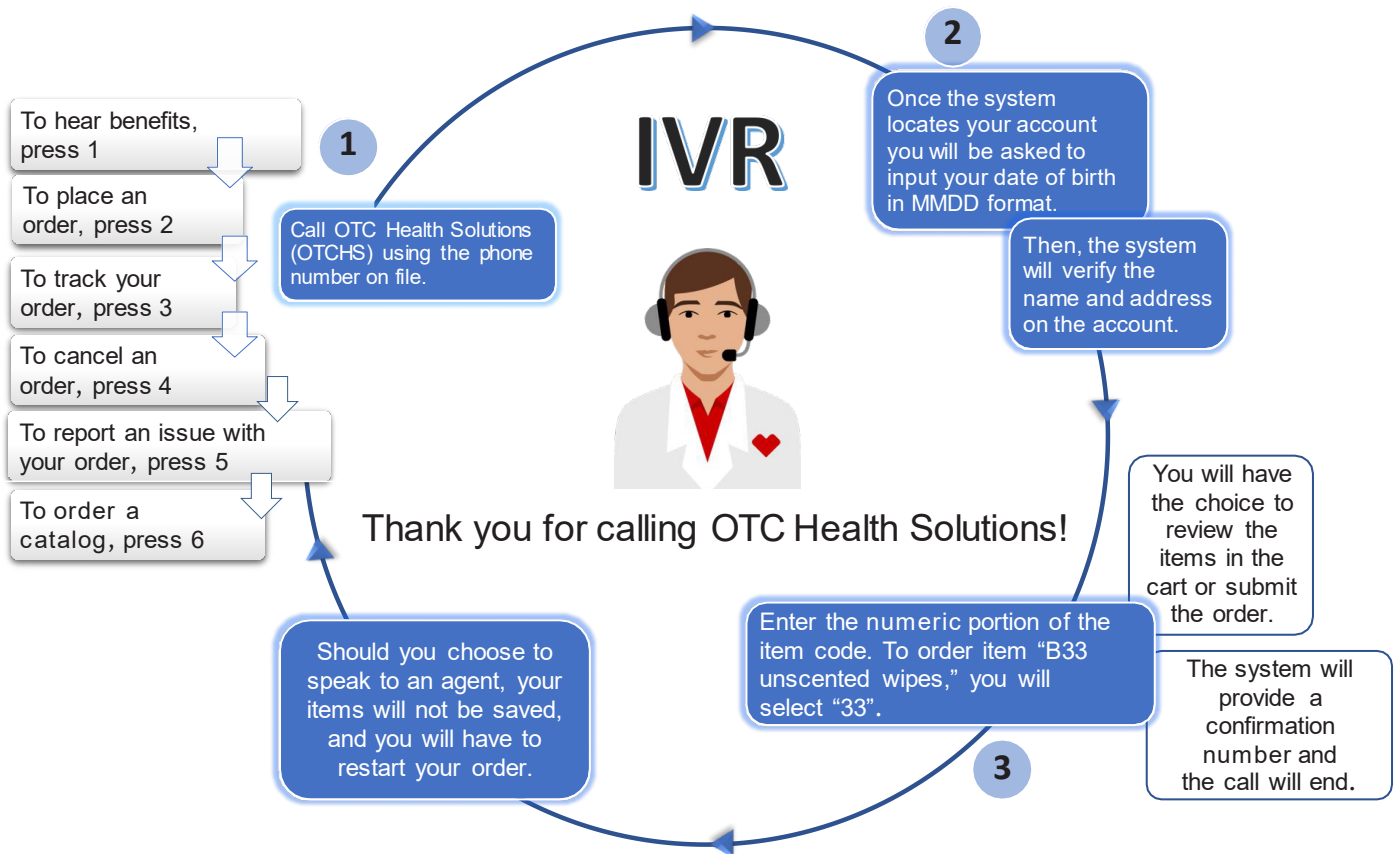 IVR
1
Call OTC Health Solutions
(OTCHS) using the phone
number on file.
To hear benefits,
press 1
To place an
order, press 2
To track your
order, press 3
To cancel an
order, press 4
To report an issue with
your order, press 5
To order a
catalog, press 6
2
Once the system
locates your account
you will be asked to
input your date of birth
in MMDD format.
Then, the system
will verify the
name and address
on the account.
Thank you for calling OTC Health Solutions!
3
Enter the numeric portion of the
item code. To order item “B33
unscented wipes,” you will
select “33”.
You will have
the choice to
review the
items in the
cart or submit
the order.
The system will
provide a
confirmation
number and
the call will end.
Should you choose to
speak to an agent, your
items will not be saved,
and you will have to
restart your order.